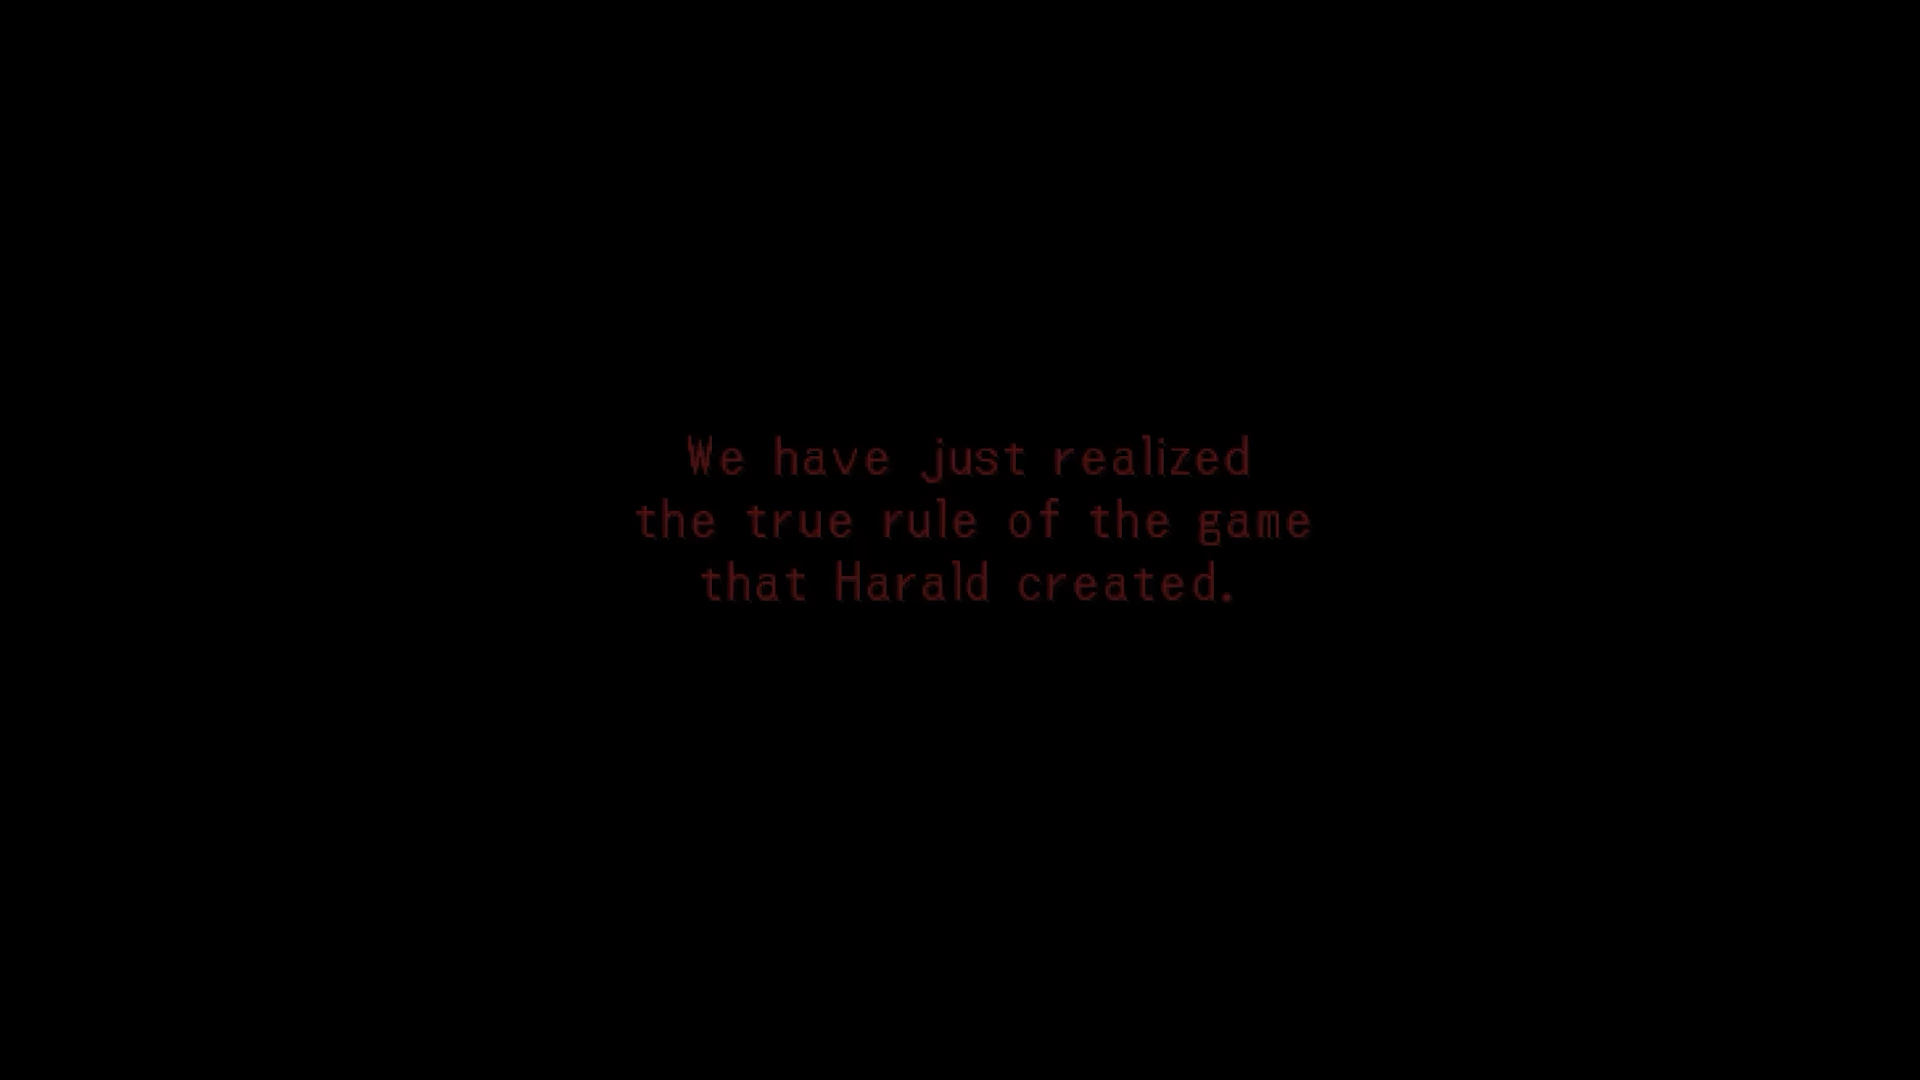 We have just realized
the true rule of the game
that Harald created.